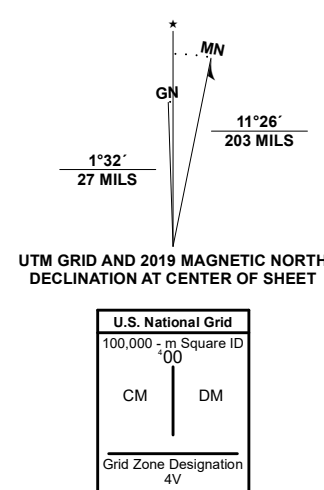 ★
MN
GN
11°26´
203 MILS
1°32´
27 MILS
UTM GRID AND 2019 MAGNETIC NORTH
DECLINATION AT CENTER OF SHEET
U.S. National Grid
100,000 - m Square ID
⁴00
CM DM
Grid Zone Designation
4V